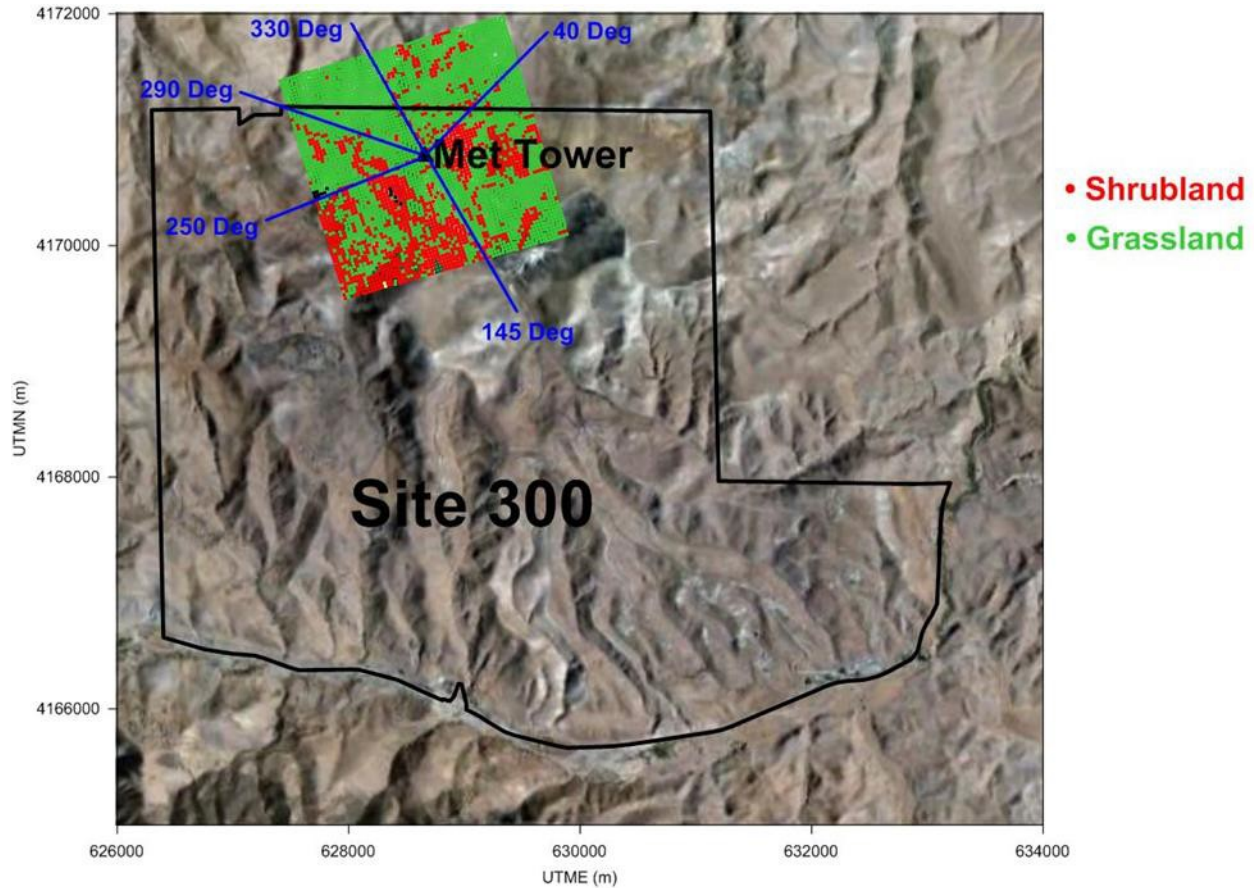 4172000
330 Deg
40 Deg
290 Deg
Met Tower
• Shrubland
250 Deg
• Grassland
4170000
145 Deg
UTMN (m)
4168000
Site 300
4166000
626000
628000
630000
632000
634000
UTME (m)